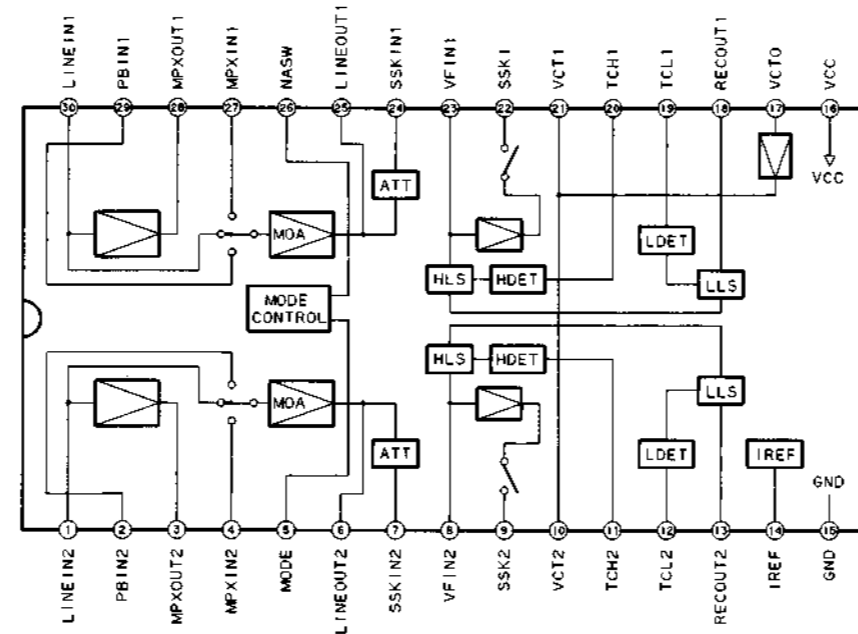 LINEIN1 PBIN1 MPXOUT1 MPXIN1 NASW LINEOUT1 SSKIN1 VFIN1 SSK1 VCT1 TCH1 TCL1 RECOUT1 VCTO VCC
30 29 28 27 26 25 24 23 22 21 20 19 18 17 16
VCC
ATT
MOA
LDET
HLS HDET LLS
MODE
CONTROL
HLS HDET
LLS
MOA
ATT LDET IREF
GND
1 2 3 4 5 6 7 8 9 10 11 12 13 14 15
LINEIN2 PBIN2 MPXOUT2 MPXIN2 MODE LINEOUT2 SSKIN2 VFIN2 SSK2 VCT2 TCH2 TCL2 RECOUT2 IREF GND